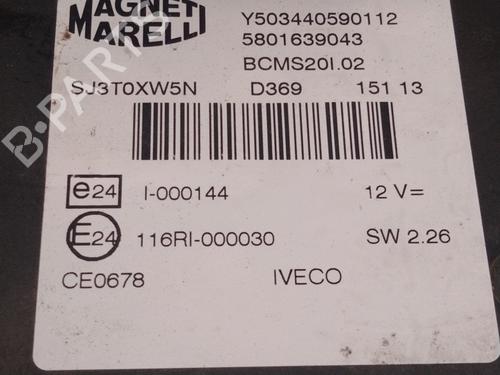 MAGNETI
MARELLI
Y503440590112
5801639043
BCMS20I.02
SJ3T0XW5N D369 151 13
e24 I-000144 12 V=
E24 116RI-000030 SW 2.26
CE0678 IVECO
B-PARTS